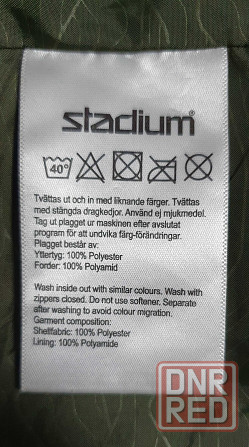 stadium®
40°
Tvättas ut och in med liknande färger. Tvättas
med stängda dragkedjor. Använd ej mjukmedel.
Tag ut plagget ur maskinen efter avslutat
program för att undvika färg-förändringar.
Plagget består av:
Yttertyg: 100% Polyester
Forder: 100% Polyamid
Wash inside out with similar colours. Wash with
zippers closed. Do not use softener. Separate
after washing to avoid colour migration.
Garment composition:
Shellfabric: 100% Polyester
Lining: 100% Polyamide
DNR
RED